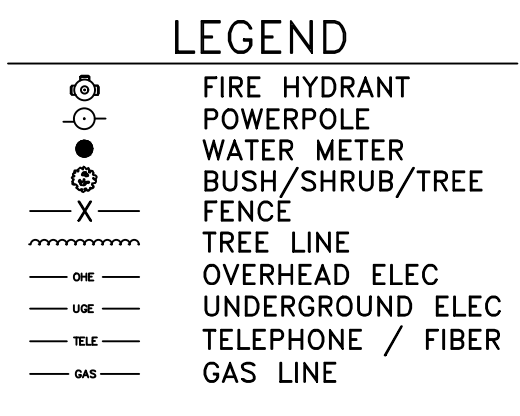 LEGEND
FIRE HYDRANT
POWERPOLE
WATER METER
BUSH/SHRUB/TREE
X FENCE
TREE LINE
OHE OVERHEAD ELEC
UGE UNDERGROUND ELEC
TELE TELEPHONE / FIBER
GAS GAS LINE